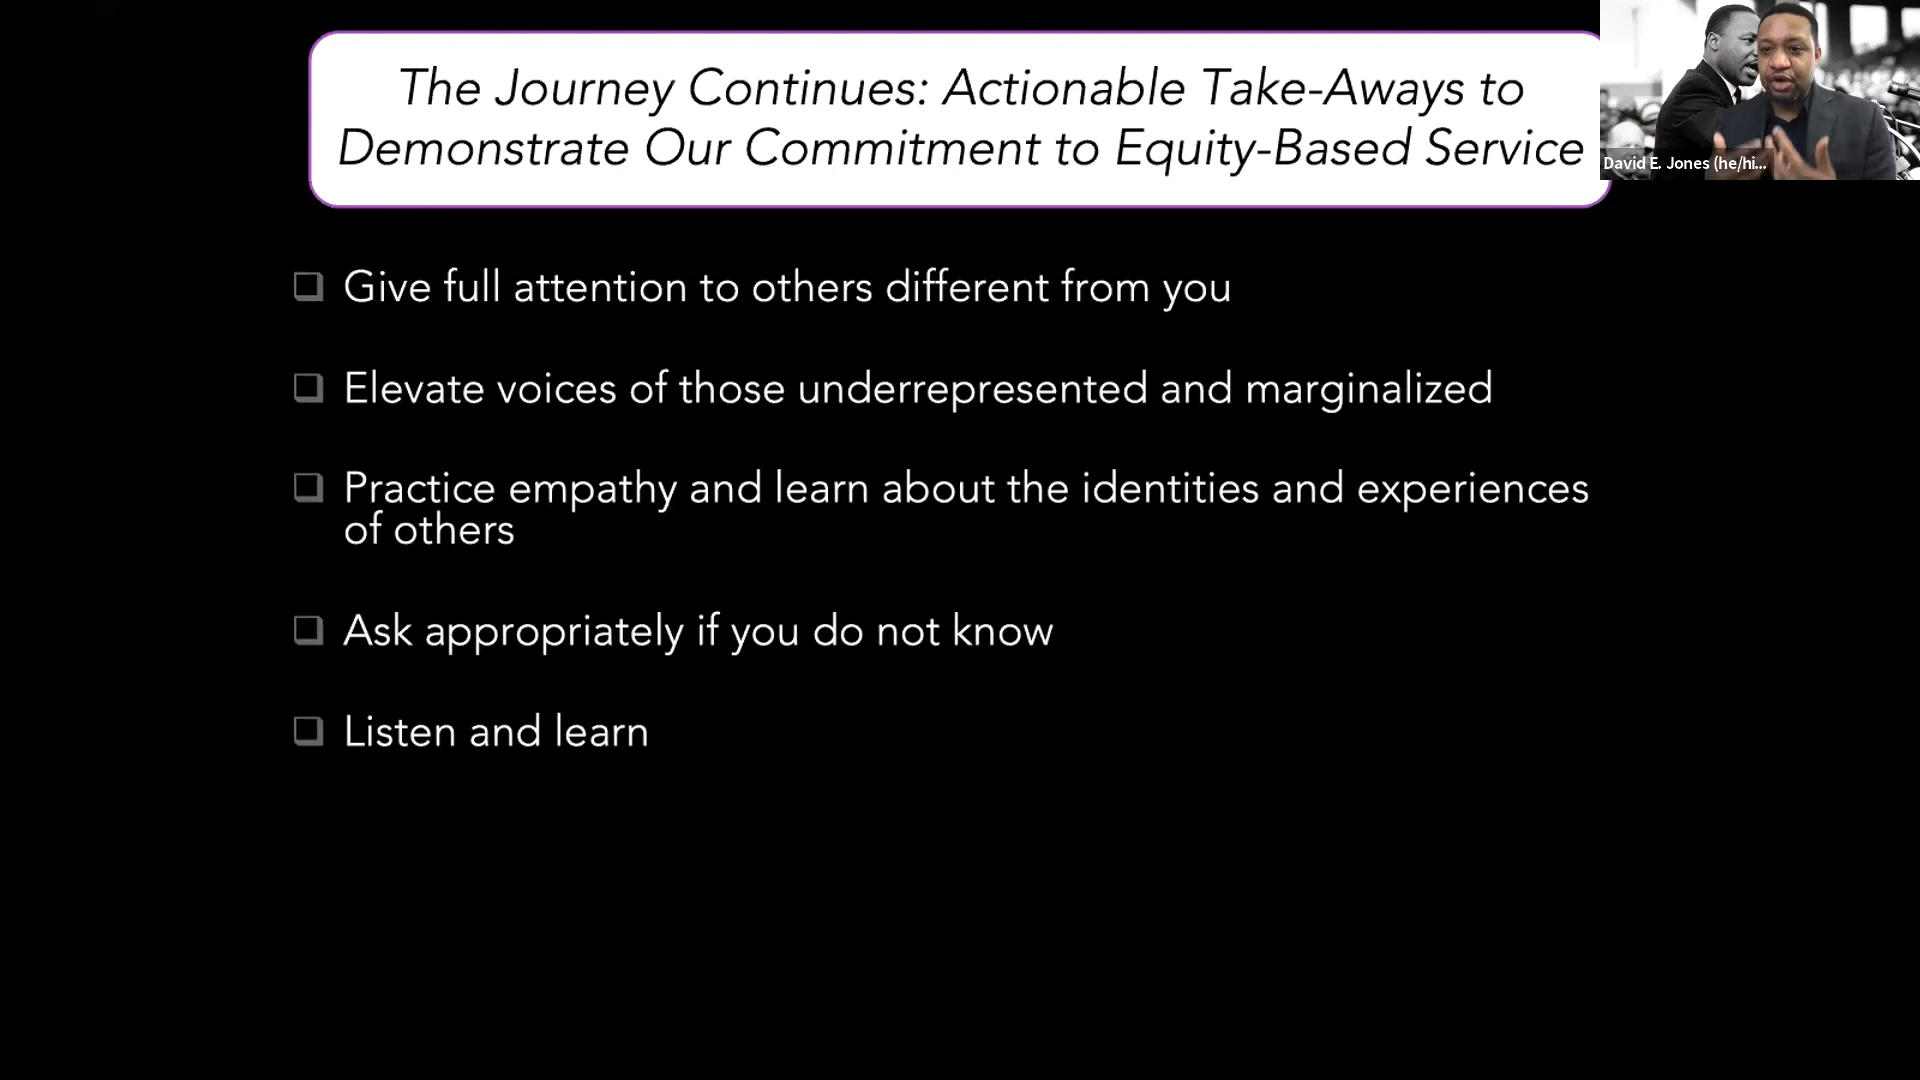 The Journey Continues: Actionable Take-Aways to
Demonstrate Our Commitment to Equity-Based Service
David E. Jones (he/hi...
Give full attention to others different from you
Elevate voices of those underrepresented and marginalized
Practice empathy and learn about the identities and experiences
of others
Ask appropriately if you do not know
Listen and learn